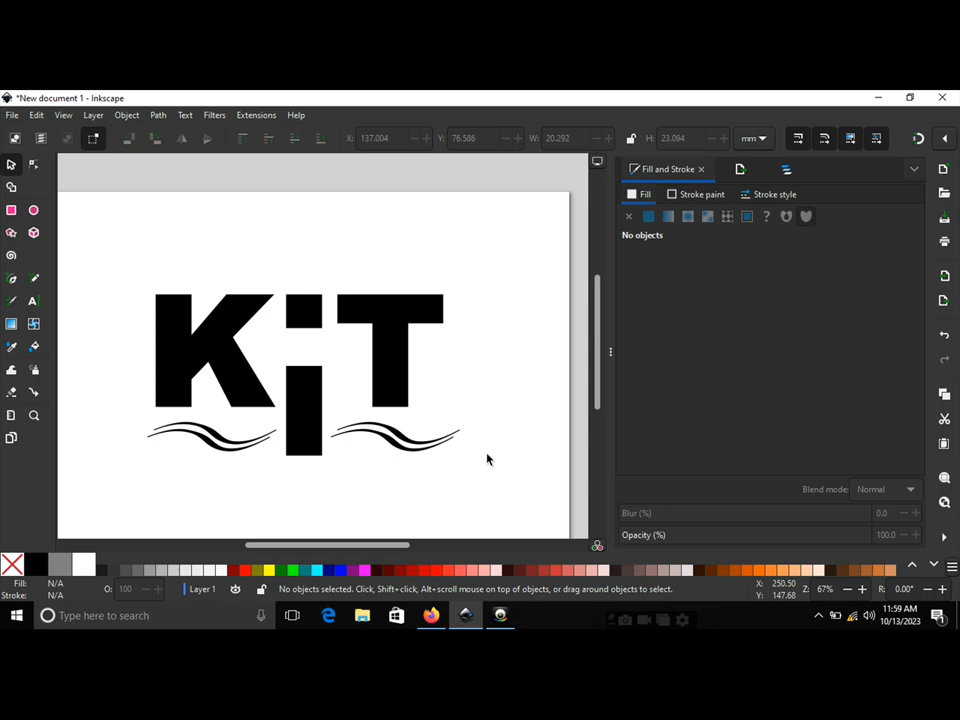 *New document 1 - Inkscape
File Edit View Layer Object Path Text Filters Extensions Help
X: 137.004 Y: 76.586 W: 20.292 H: 23.094 mm
Fill and Stroke
Fill Stroke paint Stroke style
No objects
KiT
Blend mode: Normal
Blur (%) 0.0
Opacity (%) 100.0
Fill: N/A
Stroke: N/A
O: 100
Layer 1
No objects selected. Click, Shift+click, Alt+scroll mouse on top of objects, or drag around objects to select.
X: 250.50
Y: 147.68
Z: 67%
R: 0.00°
Type here to search
11:59 AM
10/13/2023